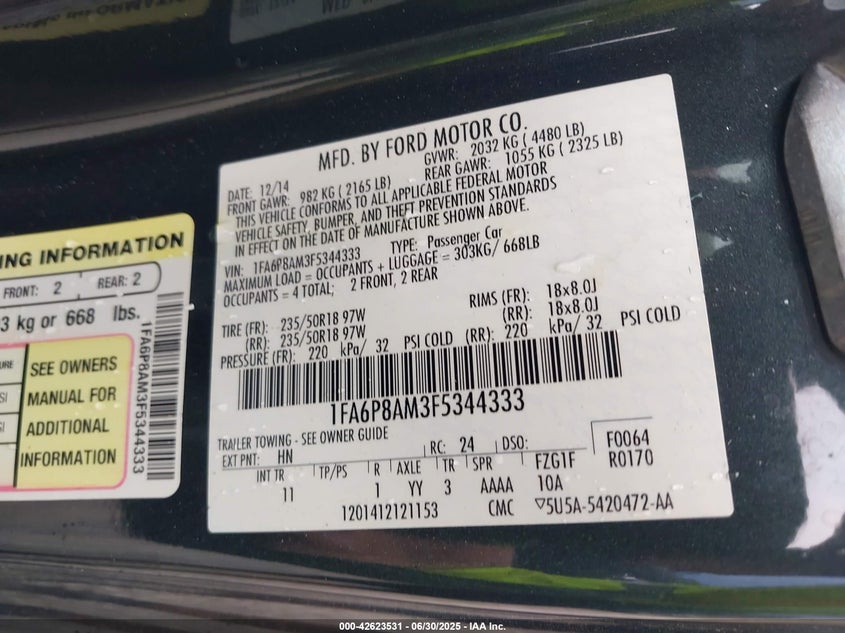 MFD. BY FORD MOTOR CO.
DATE: 12/14 GVWR: 2032 KG ( 4480 LB)
FRONT GAWR: 982 KG ( 2165 LB) REAR GAWR: 1055 KG ( 2325 LB)
THIS VEHICLE CONFORMS TO ALL APPLICABLE FEDERAL MOTOR
VEHICLE SAFETY, BUMPER, AND THEFT PREVENTION STANDARDS
IN EFFECT ON THE DATE OF MANUFACTURE SHOWN ABOVE.
VIN: 1FA6P8AM3F5344333 TYPE: Passenger Car
MAXIMUM LOAD = OCCUPANTS + LUGGAGE = 303KG/ 668LB
OCCUPANTS = 4 TOTAL; 2 FRONT, 2 REAR
TIRE (FR): 235/50R18 97W RIMS (FR): 18x8.0J
(RR): 235/50R18 97W (RR): 18x8.0J
PRESSURE (FR): 220 kPa/ 32 PSI COLD (RR): 220 kPa/ 32 PSI COLD
1FA6P8AM3F5344333
TRAILER TOWING - SEE OWNER GUIDE
EXT PNT: HN RC: 24 DSO: F0064
INT TR TP/PS R AXLE TR SPR FZG1F R0170
11 1 YY 3 AAAA 10A
1201412121153 CMC ▽5U5A-5420472-AA
ING INFORMATION
FRONT: 2 REAR: 2
3 kg or 668 lbs.
SEE OWNERS
MANUAL FOR
ADDITIONAL
INFORMATION
1FA6P8AM3F5344333
000-42623531 - 06/30/2025 - IAA Inc.